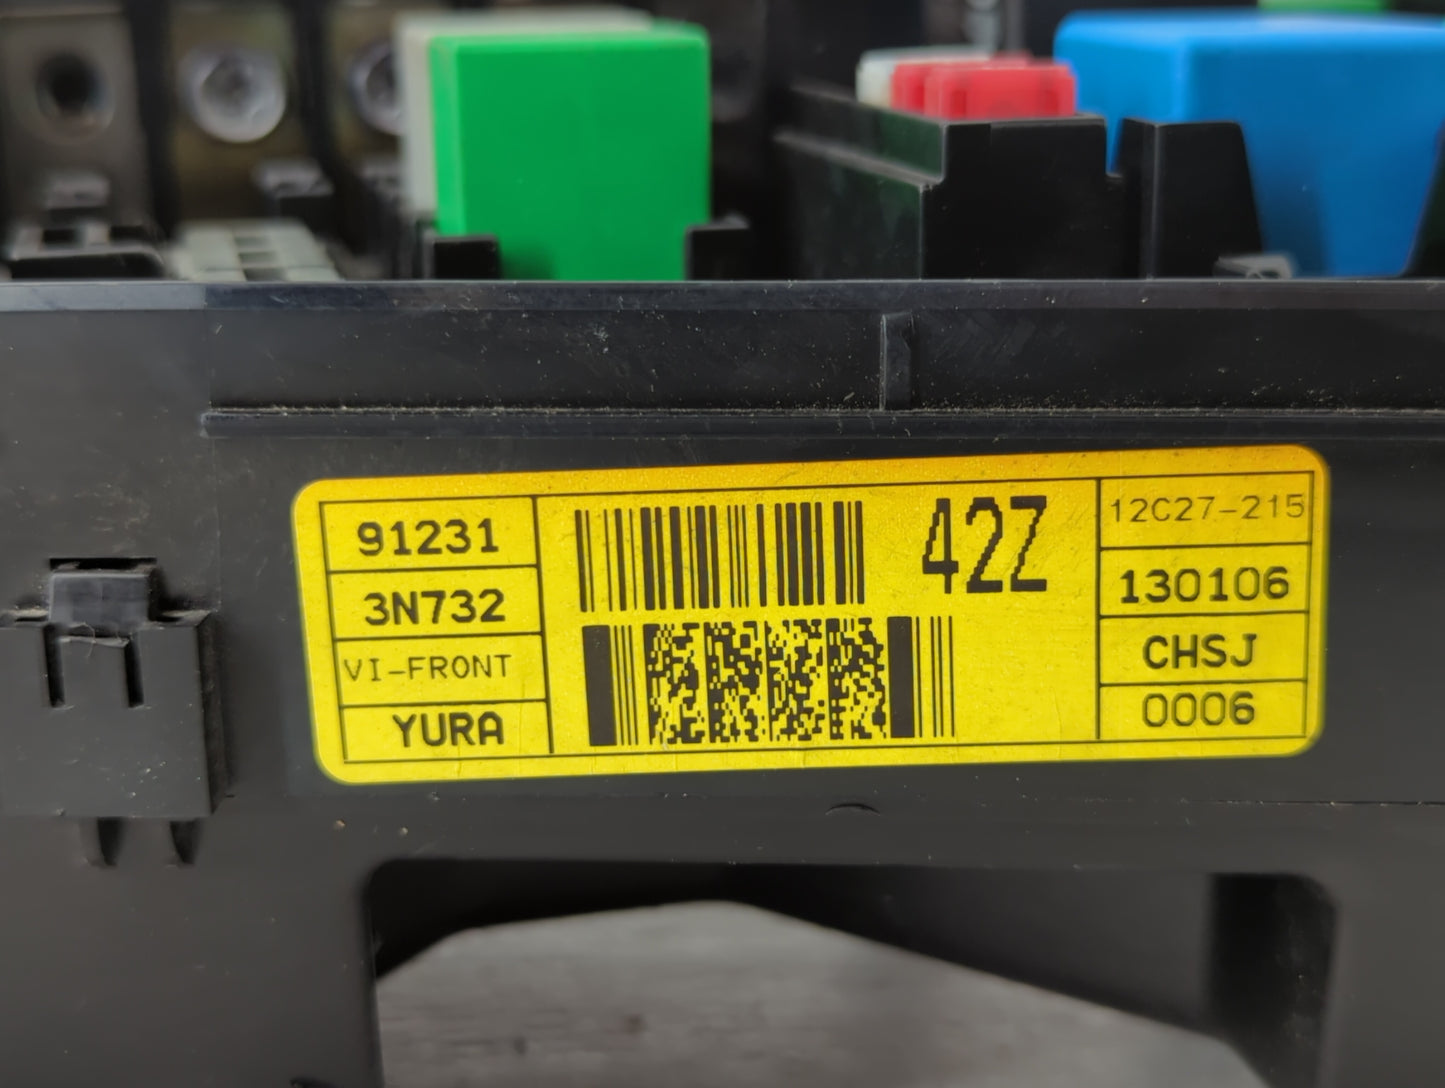 91231
3N732
VI-FRONT
YURA
42Z
12C27-215
130106
CHSJ
0006